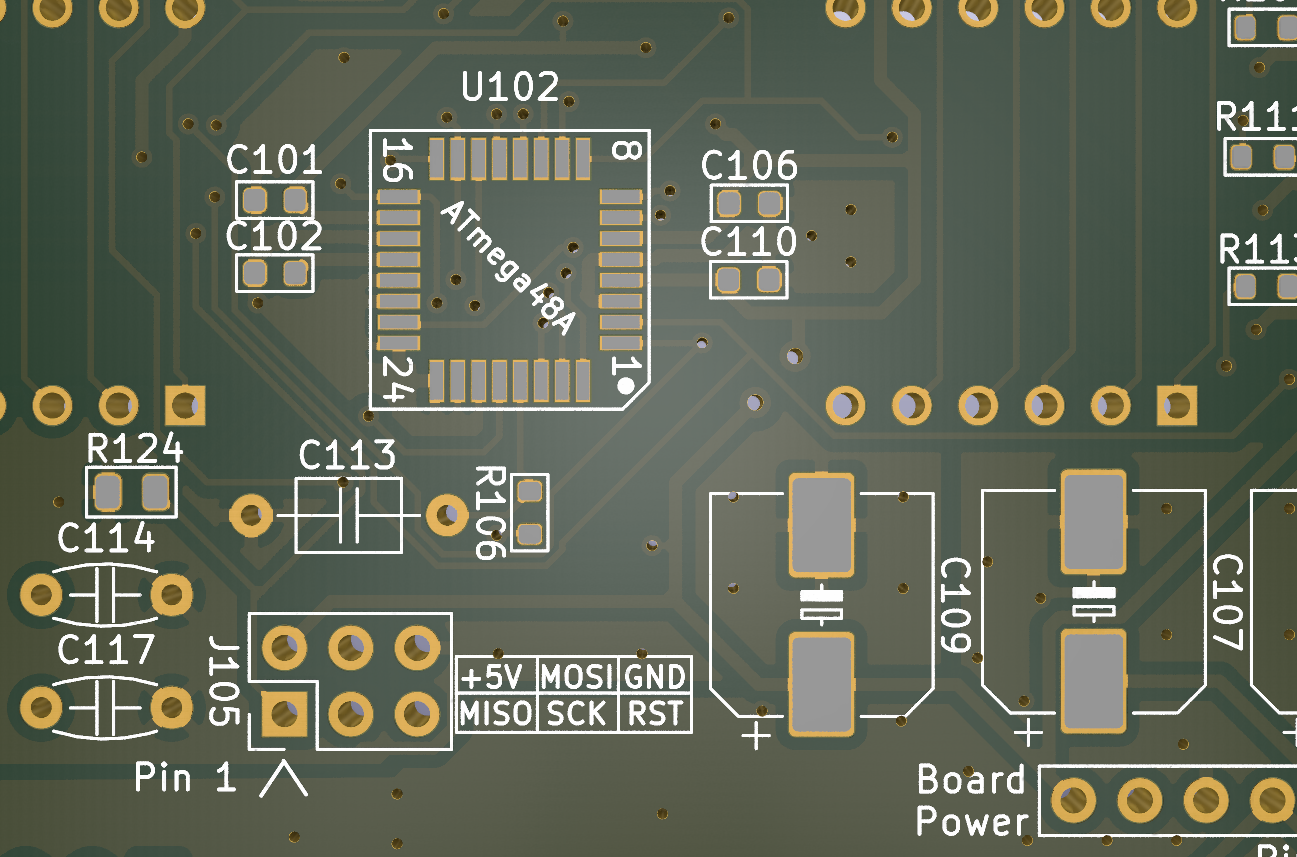 U102
16
8
C101
C106
R111
ATmega48A
C102
C110
24
1
R124
C113
R106
C114
C109
C107
C117
J105
+5V MOSI GND
MISO SCK RST
+
+
Pin 1
Board
Power